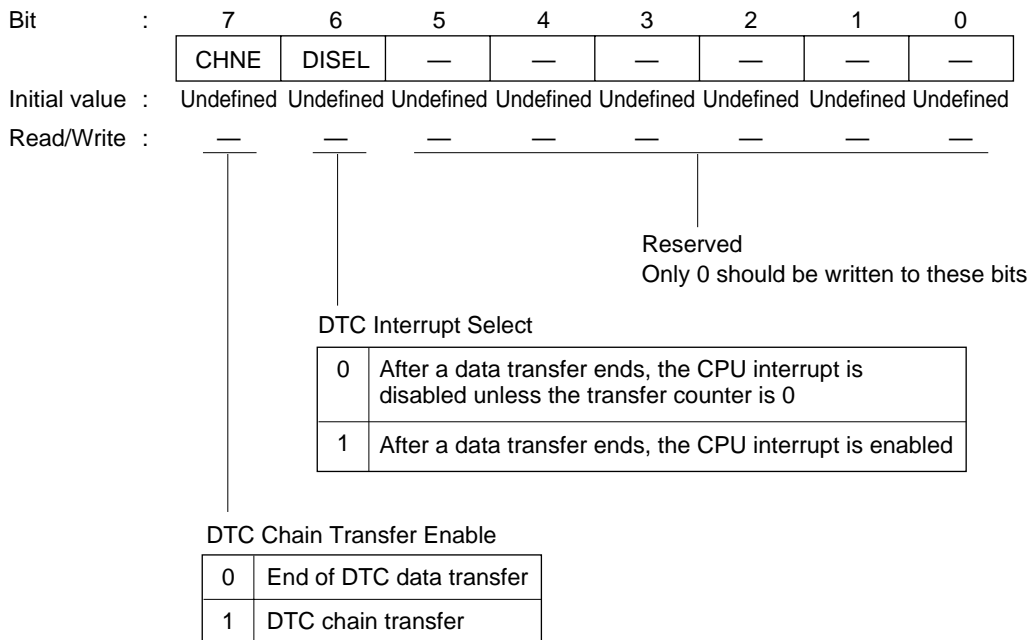 Bit : 7 6 5 4 3 2 1 0
CHNE DISEL — — — — — —
Initial value : Undefined Undefined Undefined Undefined Undefined Undefined Undefined Undefined
Read/Write : — — — — — — — —
Reserved
Only 0 should be written to these bits
DTC Interrupt Select
0 After a data transfer ends, the CPU interrupt is
disabled unless the transfer counter is 0
1 After a data transfer ends, the CPU interrupt is enabled
DTC Chain Transfer Enable
0 End of DTC data transfer
1 DTC chain transfer